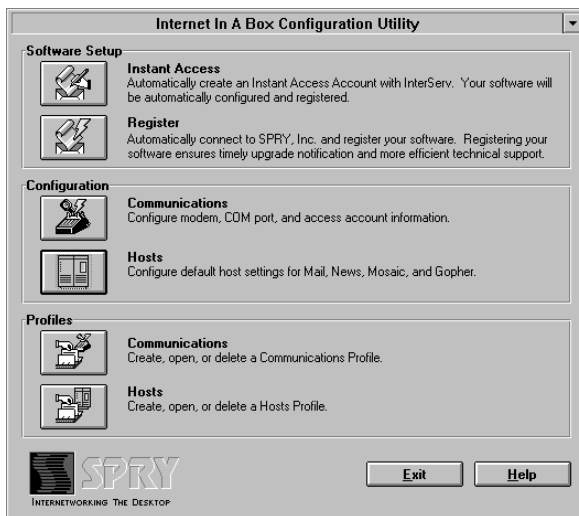 Internet In A Box Configuration Utility
Software Setup
Instant Access
Automatically create an Instant Access Account with InterServ. Your software will
be automatically configured and registered.
Register
Automatically connect to SPRY, Inc. and register your software. Registering your
software ensures timely upgrade notification and more efficient technical support.
Configuration
Communications
Configure modem, COM port, and access account information.
Hosts
Configure default host settings for Mail, News, Mosaic, and Gopher.
Profiles
Communications
Create, open, or delete a Communications Profile.
Hosts
Create, open, or delete a Hosts Profile.
SPRY
INTERNETWORKING THE DESKTOP
Exit
Help